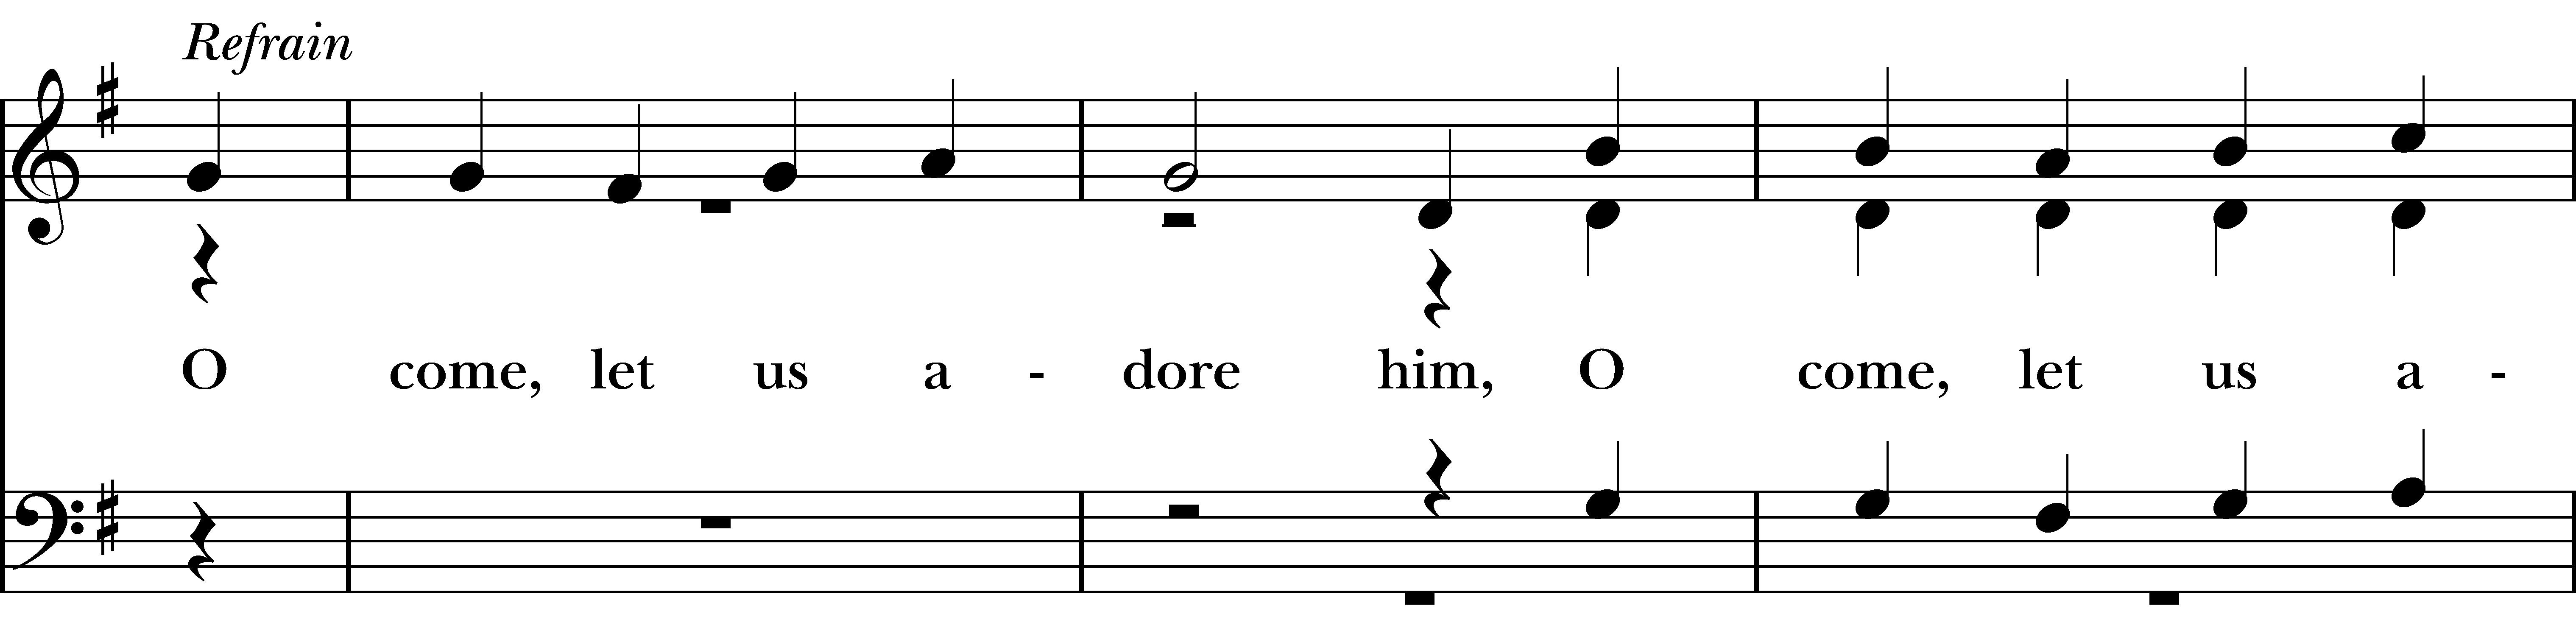 Refrain
O come, let us a - dore him, O come, let us a -